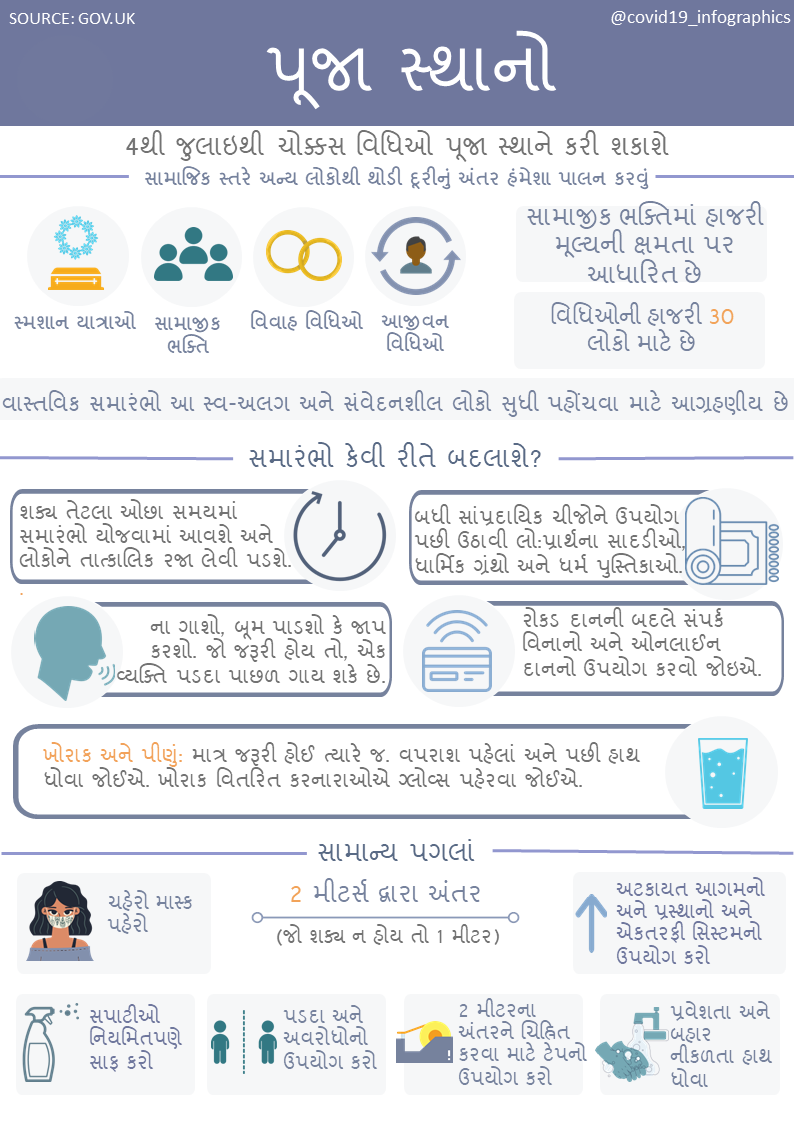 SOURCE: GOV.UK
@covid19_infographics
પૂજા સ્થાનો
4થી જુલાઇથી ચોક્કસ વિધિઓ પૂજા સ્થાને કરી શકાશે
સામાજિક સ્તરે અન્ય લોકોથી થોડી દૂરીનું અંતર હંમેશા પાલન કરવું
સ્મશાન યાત્રાઓ
સામાજીક
ભક્તિ
વિવાહ વિધિઓ
આજીવન
વિધિઓ
સામાજીક ભક્તિમાં હાજરી
મૂલ્યની ક્ષમતા પર
આધારિત છે
વિધિઓની હાજરી 30
લોકો માટે છે
વાસ્તવિક સમારંભો આ સ્વ-અલગ અને સંવેદનશીલ લોકો સુધી પહોંચવા માટે આગ્રહણીય છે
સમારંભો કેવી રીતે બદલાશે?
શક્ય તેટલા ઓછા સમયમાં
સમારંભો યોજવામાં આવશે અને
લોકોને તાત્કાલિક રજા લેવી પડશે.
બધી સાંપ્રદાયિક ચીજોને ઉપયોગ
પછી ઉઠાવી લો:પ્રાર્થના સાદડીઓ,
ધાર્મિક ગ્રંથો અને ધર્મ પુસ્તિકાઓ.
ના ગાશો, બૂમ પાડશો કે જાપ
કરશો. જો જરૂરી હોય તો, એક
વ્યક્તિ પડદા પાછળ ગાય શકે છે.
રોકડ દાનની બદલે સંપર્ક
વિનાનો અને ઓનલાઈન
દાનનો ઉપયોગ કરવો જોઇએ.
ખોરાક અને પીણું: માત્ર જરૂરી હોઈ ત્યારે જ. વપરાશ પહેલાં અને પછી હાથ
ધોવા જોઈએ. ખોરાક વિતરિત કરનારાઓએ ગ્લોવ્સ પહેરવા જોઈએ.
સામાન્ય પગલાં
ચહેરો માસ્ક
પહેરો
2 મીટર્સ દ્વારા અંતર
(જો શક્ય ન હોય તો 1 મીટર)
અટકાયત આગમનો
અને પ્રસ્થાનો અને
એકતરફી સિસ્ટમનો
ઉપયોગ કરો
સપાટીઓ
નિયમિતપણે
સાફ કરો
પડદા અને
અવરોધોનો
ઉપયોગ કરો
2 મીટરના
અંતરને ચિહ્નિત
કરવા માટે ટેપનો
ઉપયોગ કરો
પ્રવેશતા અને
બહાર
નીકળતા હાથ
ધોવા